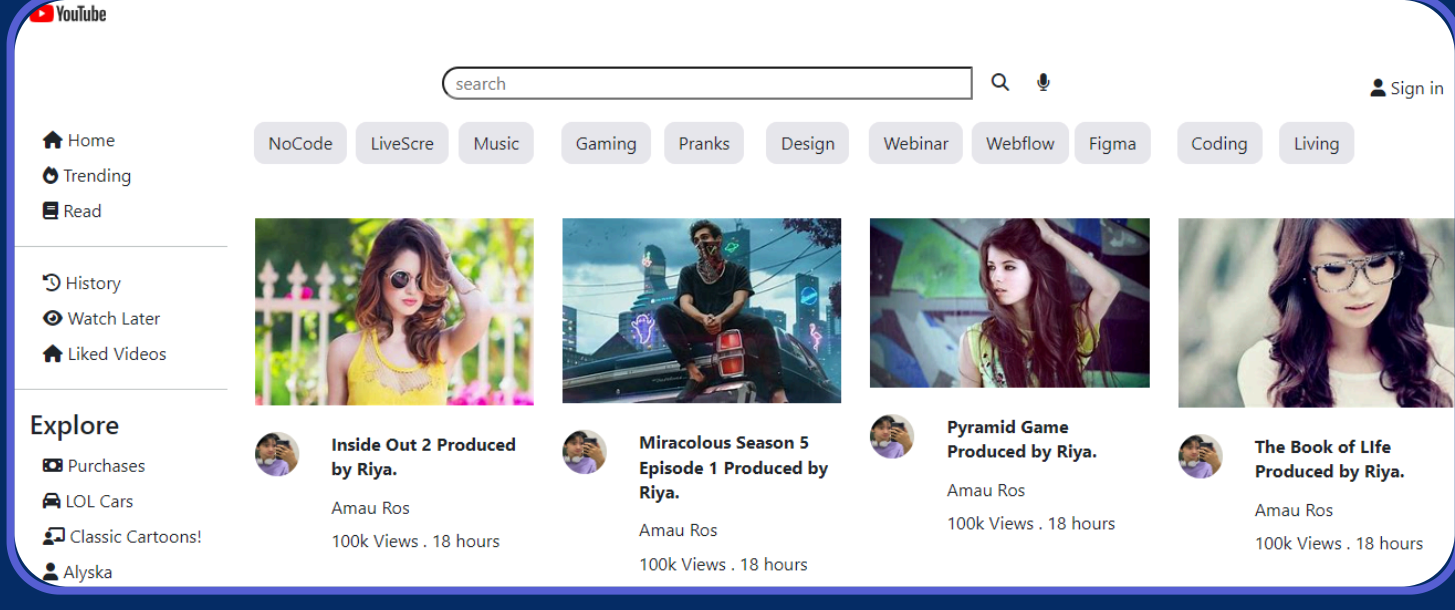 YouTube
search
Sign in
Home
Trending
Read
History
Watch Later
Liked Videos
Explore
Purchases
LOL Cars
Classic Cartoons!
Alyska
NoCode LiveScre Music Gaming Pranks Design Webinar Webflow Figma Coding Living
Inside Out 2 Produced
by Riya.
Amau Ros
100k Views . 18 hours
Miracolous Season 5
Episode 1 Produced by
Riya.
Amau Ros
100k Views . 18 hours
Pyramid Game
Produced by Riya.
Amau Ros
100k Views . 18 hours
The Book of LIfe
Produced by Riya.
Amau Ros
100k Views . 18 hours